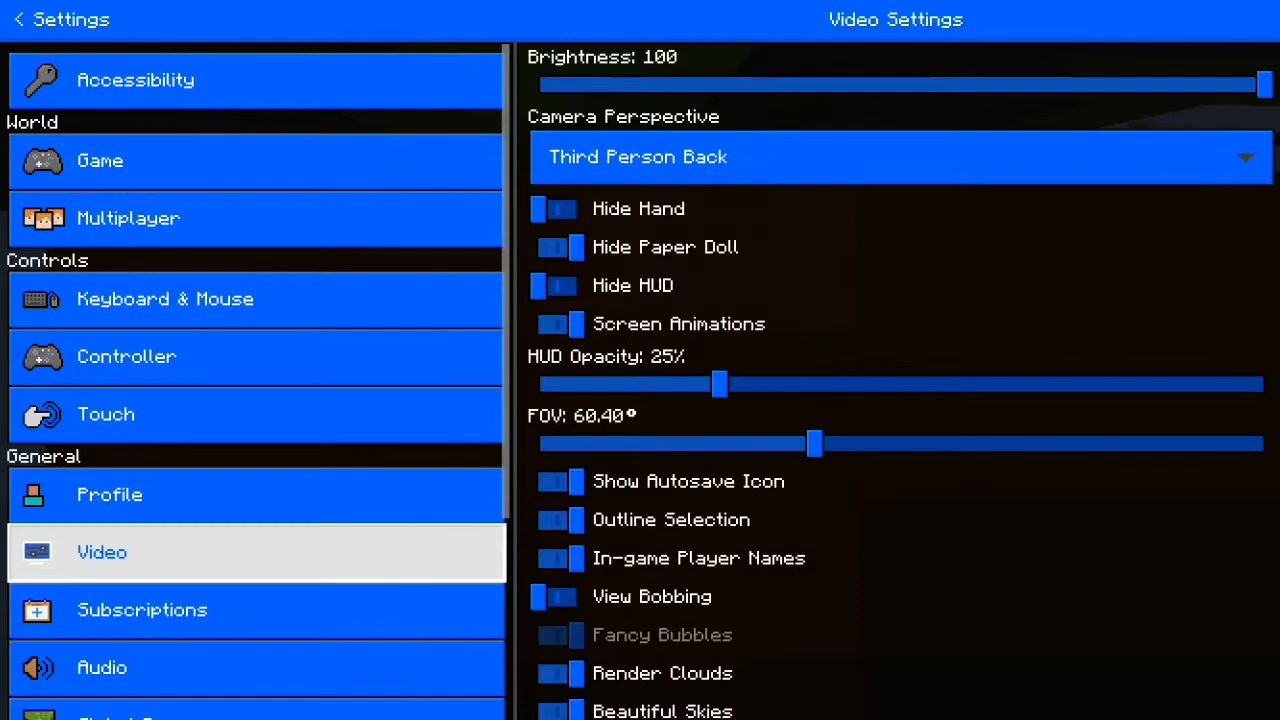 < Settings
Video Settings
Accessibility
World
Game
Multiplayer
Controls
Keyboard & Mouse
Controller
Touch
General
Profile
Video
Subscriptions
Audio
Brightness: 100
Camera Perspective
Third Person Back
Hide Hand
Hide Paper Doll
Hide HUD
Screen Animations
HUD Opacity: 25%
FOV: 60.40°
Show Autosave Icon
Outline Selection
In-game Player Names
View Bobbing
Fancy Bubbles
Render Clouds
Beautiful Skies